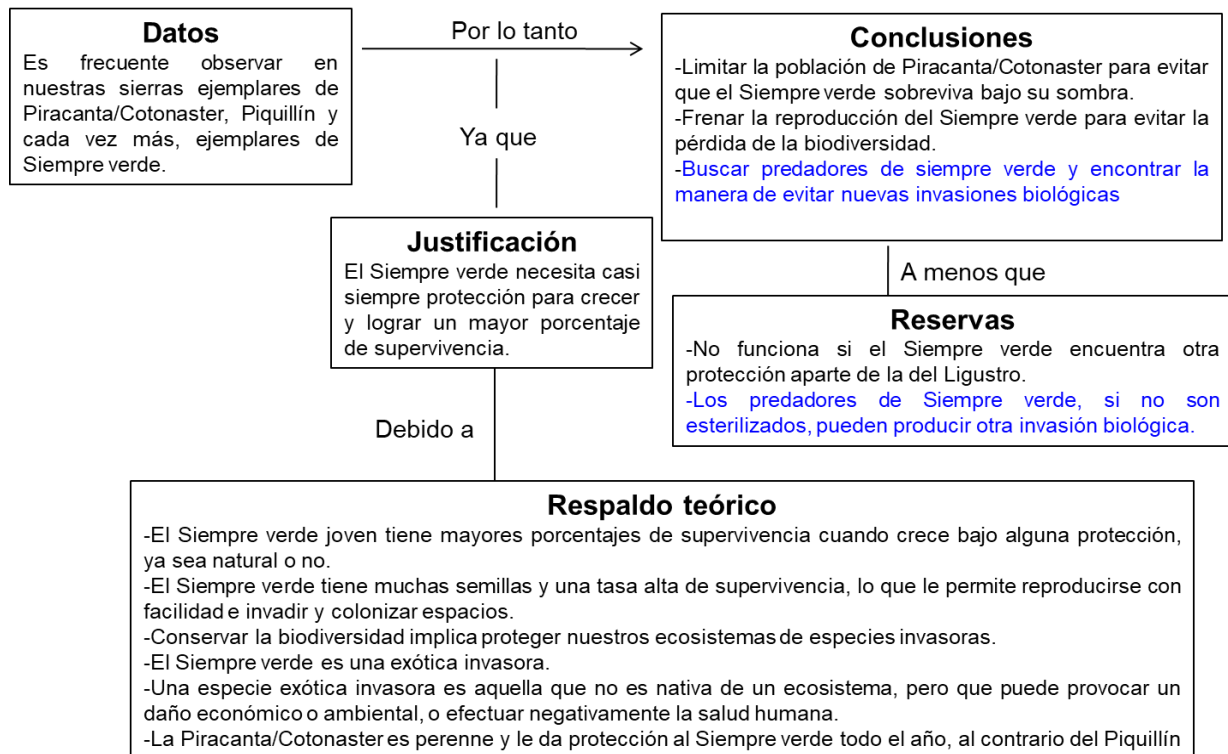 Datos
Es frecuente observar en
nuestras sierras ejemplares de
Piracanta/Cotonaster, Piquillín y
cada vez más, ejemplares de
Siempre verde.
Por lo tanto
Conclusiones
-Limitar la población de Piracanta/Cotonaster para evitar
que el Siempre verde sobreviva bajo su sombra.
-Frenar la reproducción del Siempre verde para evitar la
pérdida de la biodiversidad.
-Buscar predadores de siempre verde y encontrar la
manera de evitar nuevas invasiones biológicas
Ya que
Justificación
El Siempre verde necesita casi
siempre protección para crecer
y lograr un mayor porcentaje
de supervivencia.
A menos que
Reservas
-No funciona si el Siempre verde encuentra otra
protección aparte de la del Ligustro.
-Los predadores de Siempre verde, si no son
esterilizados, pueden producir otra invasión biológica.
Debido a
Respaldo teórico
-El Siempre verde joven tiene mayores porcentajes de supervivencia cuando crece bajo alguna protección,
ya sea natural o no.
-El Siempre verde tiene muchas semillas y una tasa alta de supervivencia, lo que le permite reproducirse con
facilidad e invadir y colonizar espacios.
-Conservar la biodiversidad implica proteger nuestros ecosistemas de especies invasoras.
-El Siempre verde es una exótica invasora.
-Una especie exótica invasora es aquella que no es nativa de un ecosistema, pero que puede provocar un
daño económico o ambiental, o efectuar negativamente la salud humana.
-La Piracanta/Cotonaster es perenne y le da protección al Siempre verde todo el año, al contrario del Piquillín